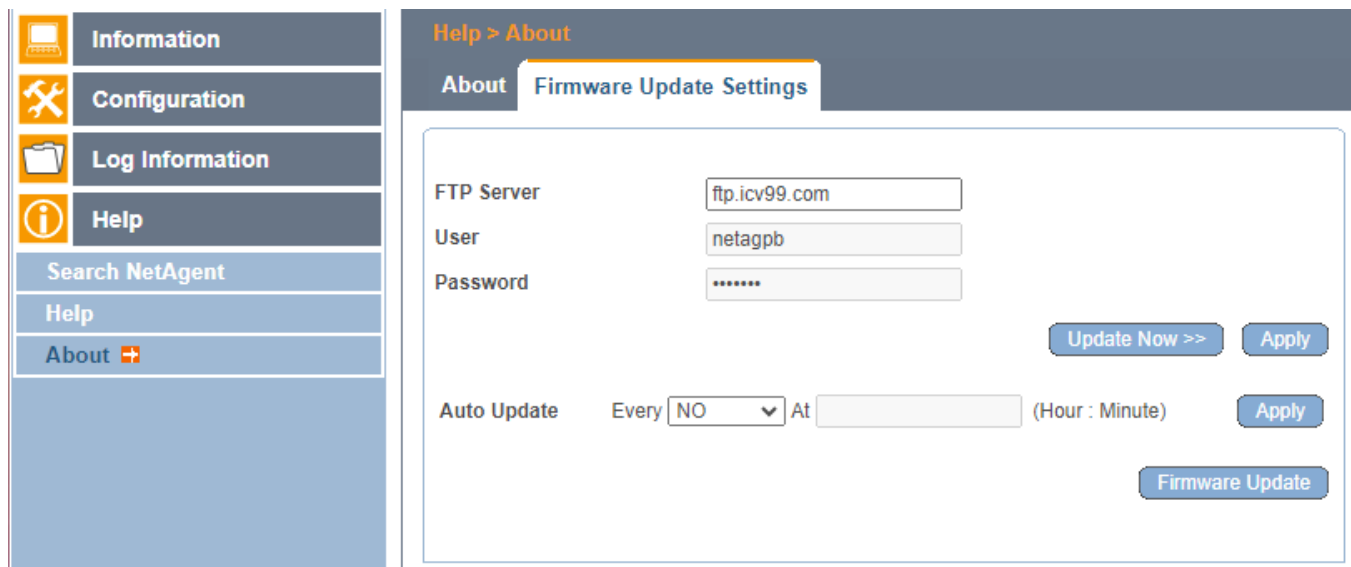 Information
Configuration
Log Information
Help
Search NetAgent
Help
About
Help > About
About Firmware Update Settings
FTP Server ftp.icv99.com
User netagpb
Password •••••••
Update Now >> Apply
Auto Update Every NO At (Hour : Minute) Apply
Firmware Update